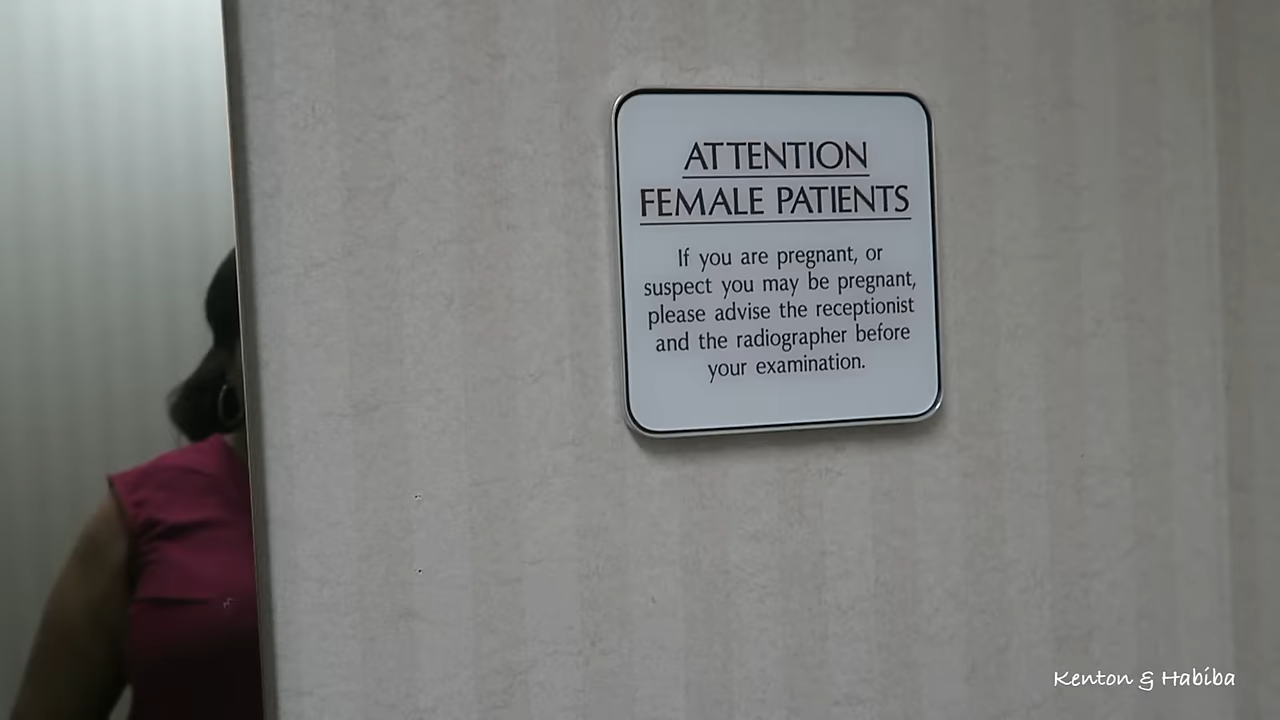 ATTENTION
FEMALE PATIENTS
If you are pregnant, or
suspect you may be pregnant,
please advise the receptionist
and the radiographer before
your examination.
Kenton & Habiba